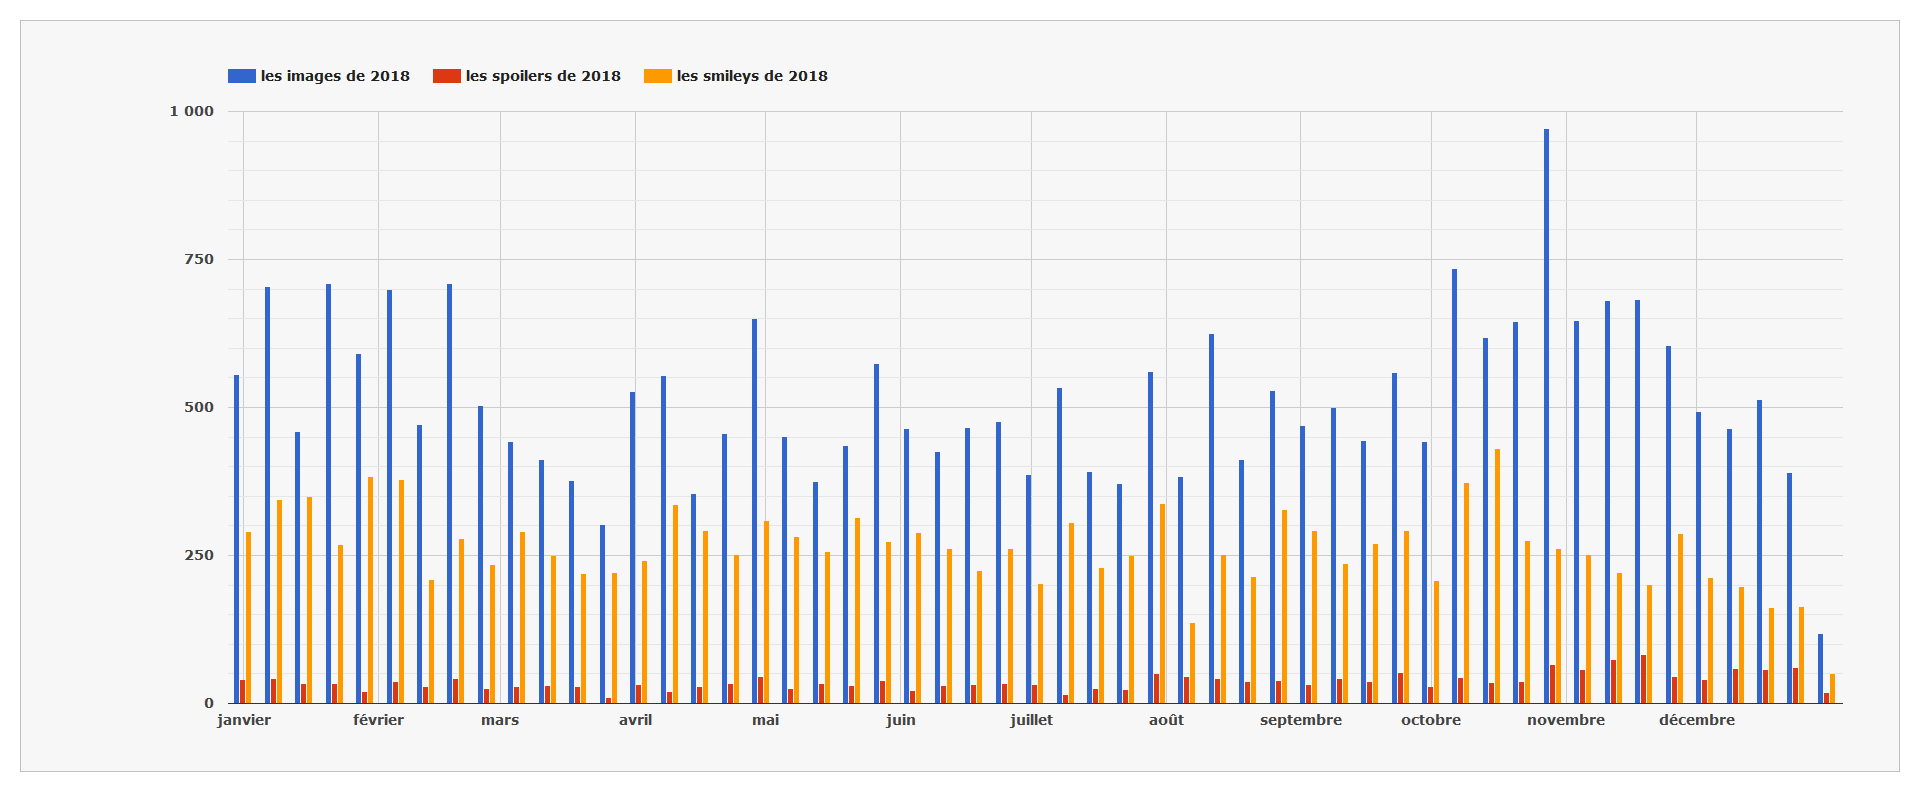 les images de 2018 les spoilers de 2018 les smileys de 2018
1 000
750
500
250
0
janvier février mars avril mai juin juillet août septembre octobre novembre décembre